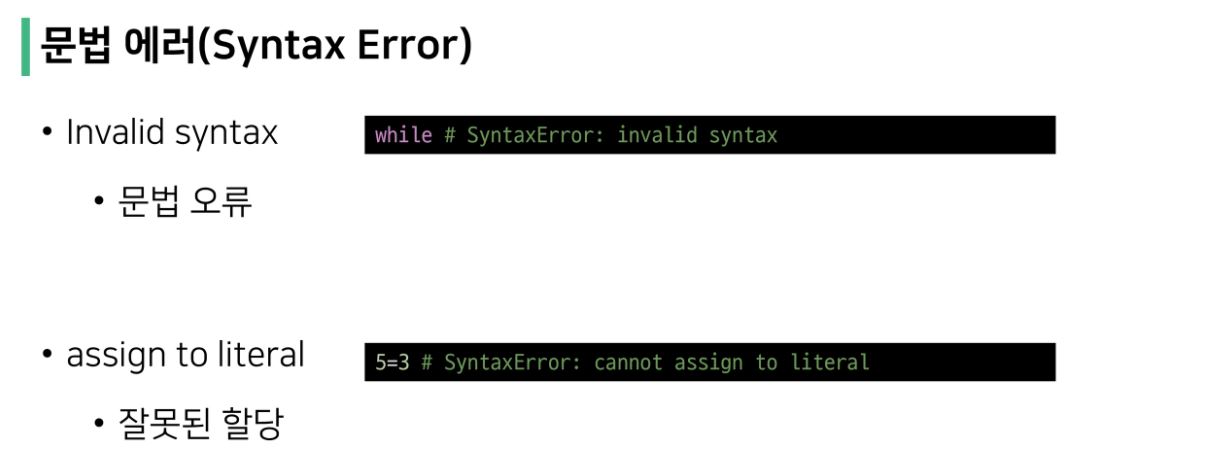 문법 에러(Syntax Error)
• Invalid syntax
while # SyntaxError: invalid syntax
• 문법 오류
• assign to literal
5=3 # SyntaxError: cannot assign to literal
• 잘못된 할당